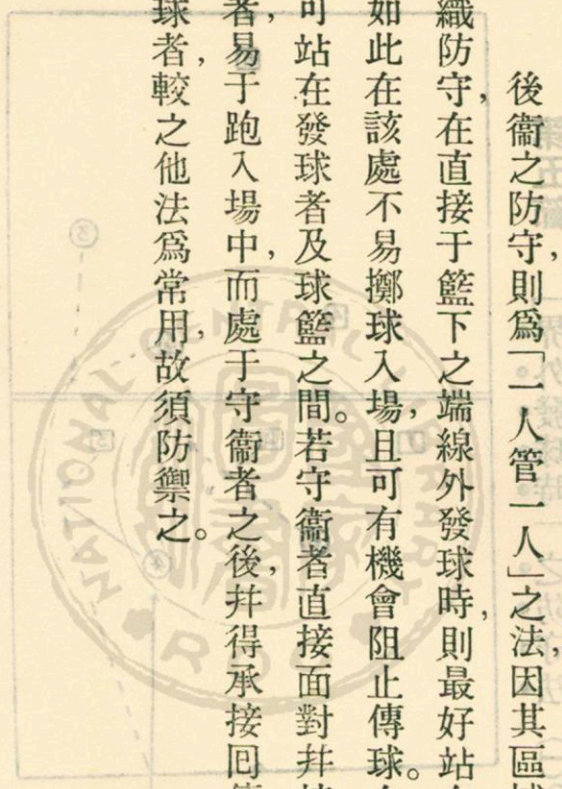 後衞之防守，則爲「一人管一人」之法，因其區
織防守，在直接于籃下之端線外發球時，則最好站
如此在該處不易擲球入場，且可有機會阻止傳球。
可站在發球者及球籃之間。若守衞者直接面對幷
者易于跑入場中，而處于守衞者之後，幷得承接囘
球者，較之他法爲常用，故須防禦之。
NATIONAL CENTRAL LIBRARY
R.O.C